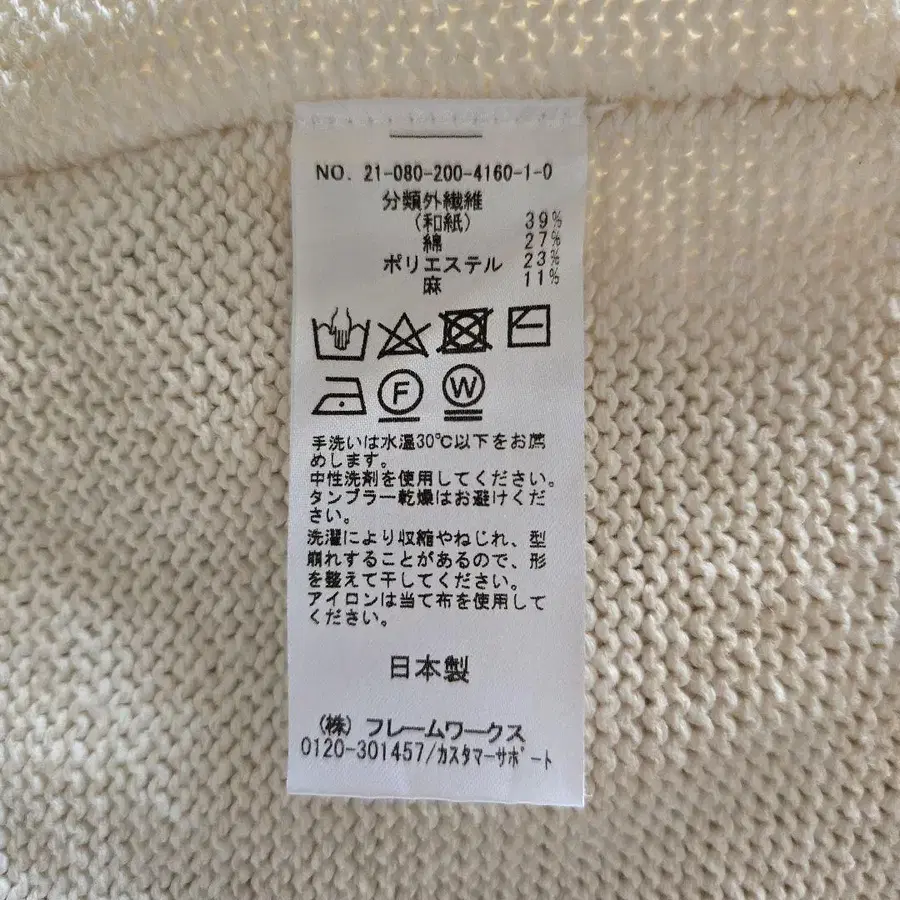 NO. 21-080-200-4160-1-0
分類外繊維
(和紙) 39%
綿 27%
ポリエステル 23%
麻 11%
F W
手洗いは水温30℃以下をお薦
めします。
中性洗剤を使用してください。
タンブラー乾燥はお避けくだ
さい。
洗濯により収縮やねじれ、型
崩れすることがあるので、形
を整えて干してください。
アイロンは当て布を使用して
ください。
日本製
(株) フレームワークス
0120-301457/カスタマーサポート